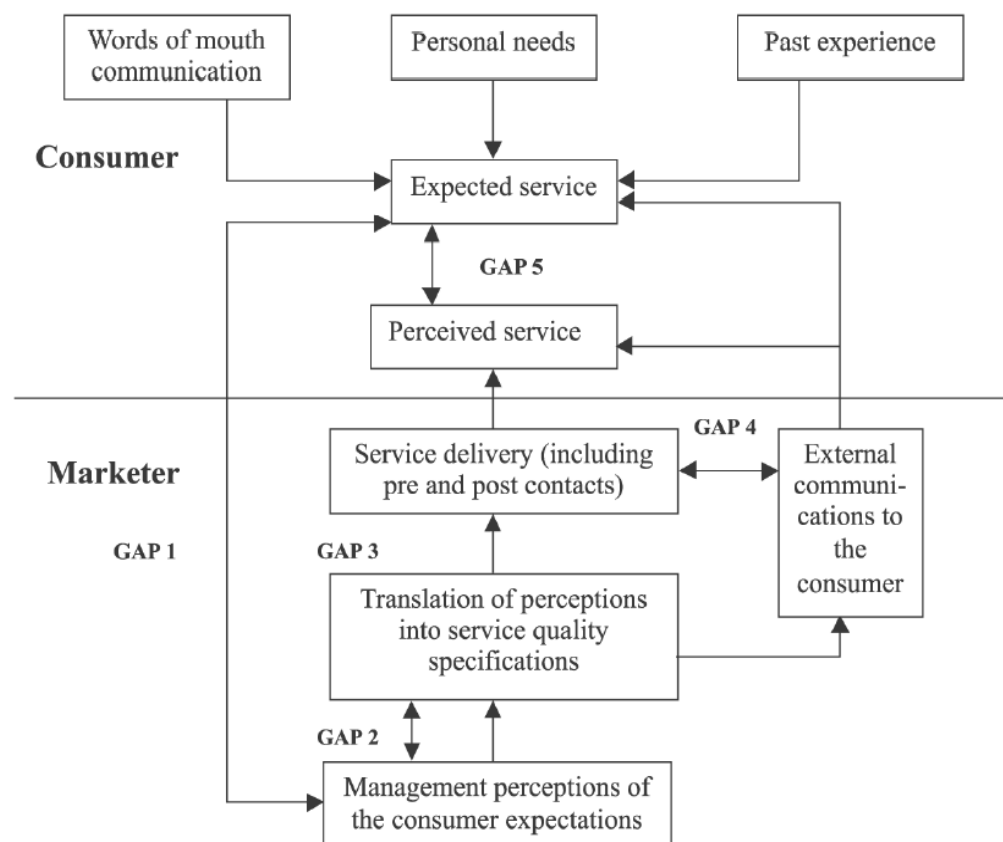 Words of mouth
communication
Personal needs
Past experience
Consumer
Expected service
GAP 5
Perceived service
GAP 4
Marketer
Service delivery (including
pre and post contacts)
External
communi-
cations to
the
consumer
GAP 1
GAP 3
Translation of perceptions
into service quality
specifications
GAP 2
Management perceptions of
the consumer expectations